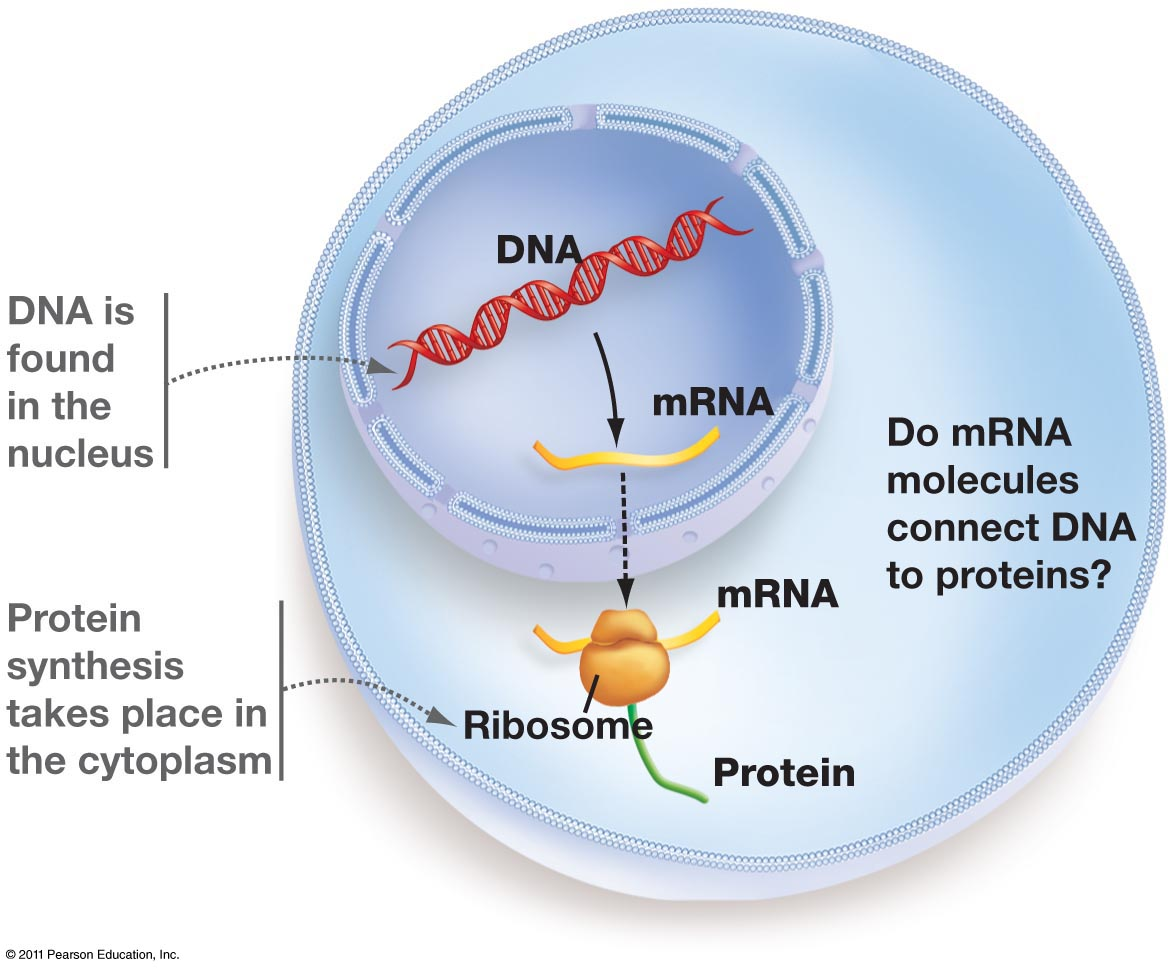 DNA
DNA is
found
in the
nucleus
mRNA
Do mRNA
molecules
connect DNA
to proteins?
mRNA
Protein
synthesis
takes place in
the cytoplasm
Ribosome
Protein
© 2011 Pearson Education, Inc.